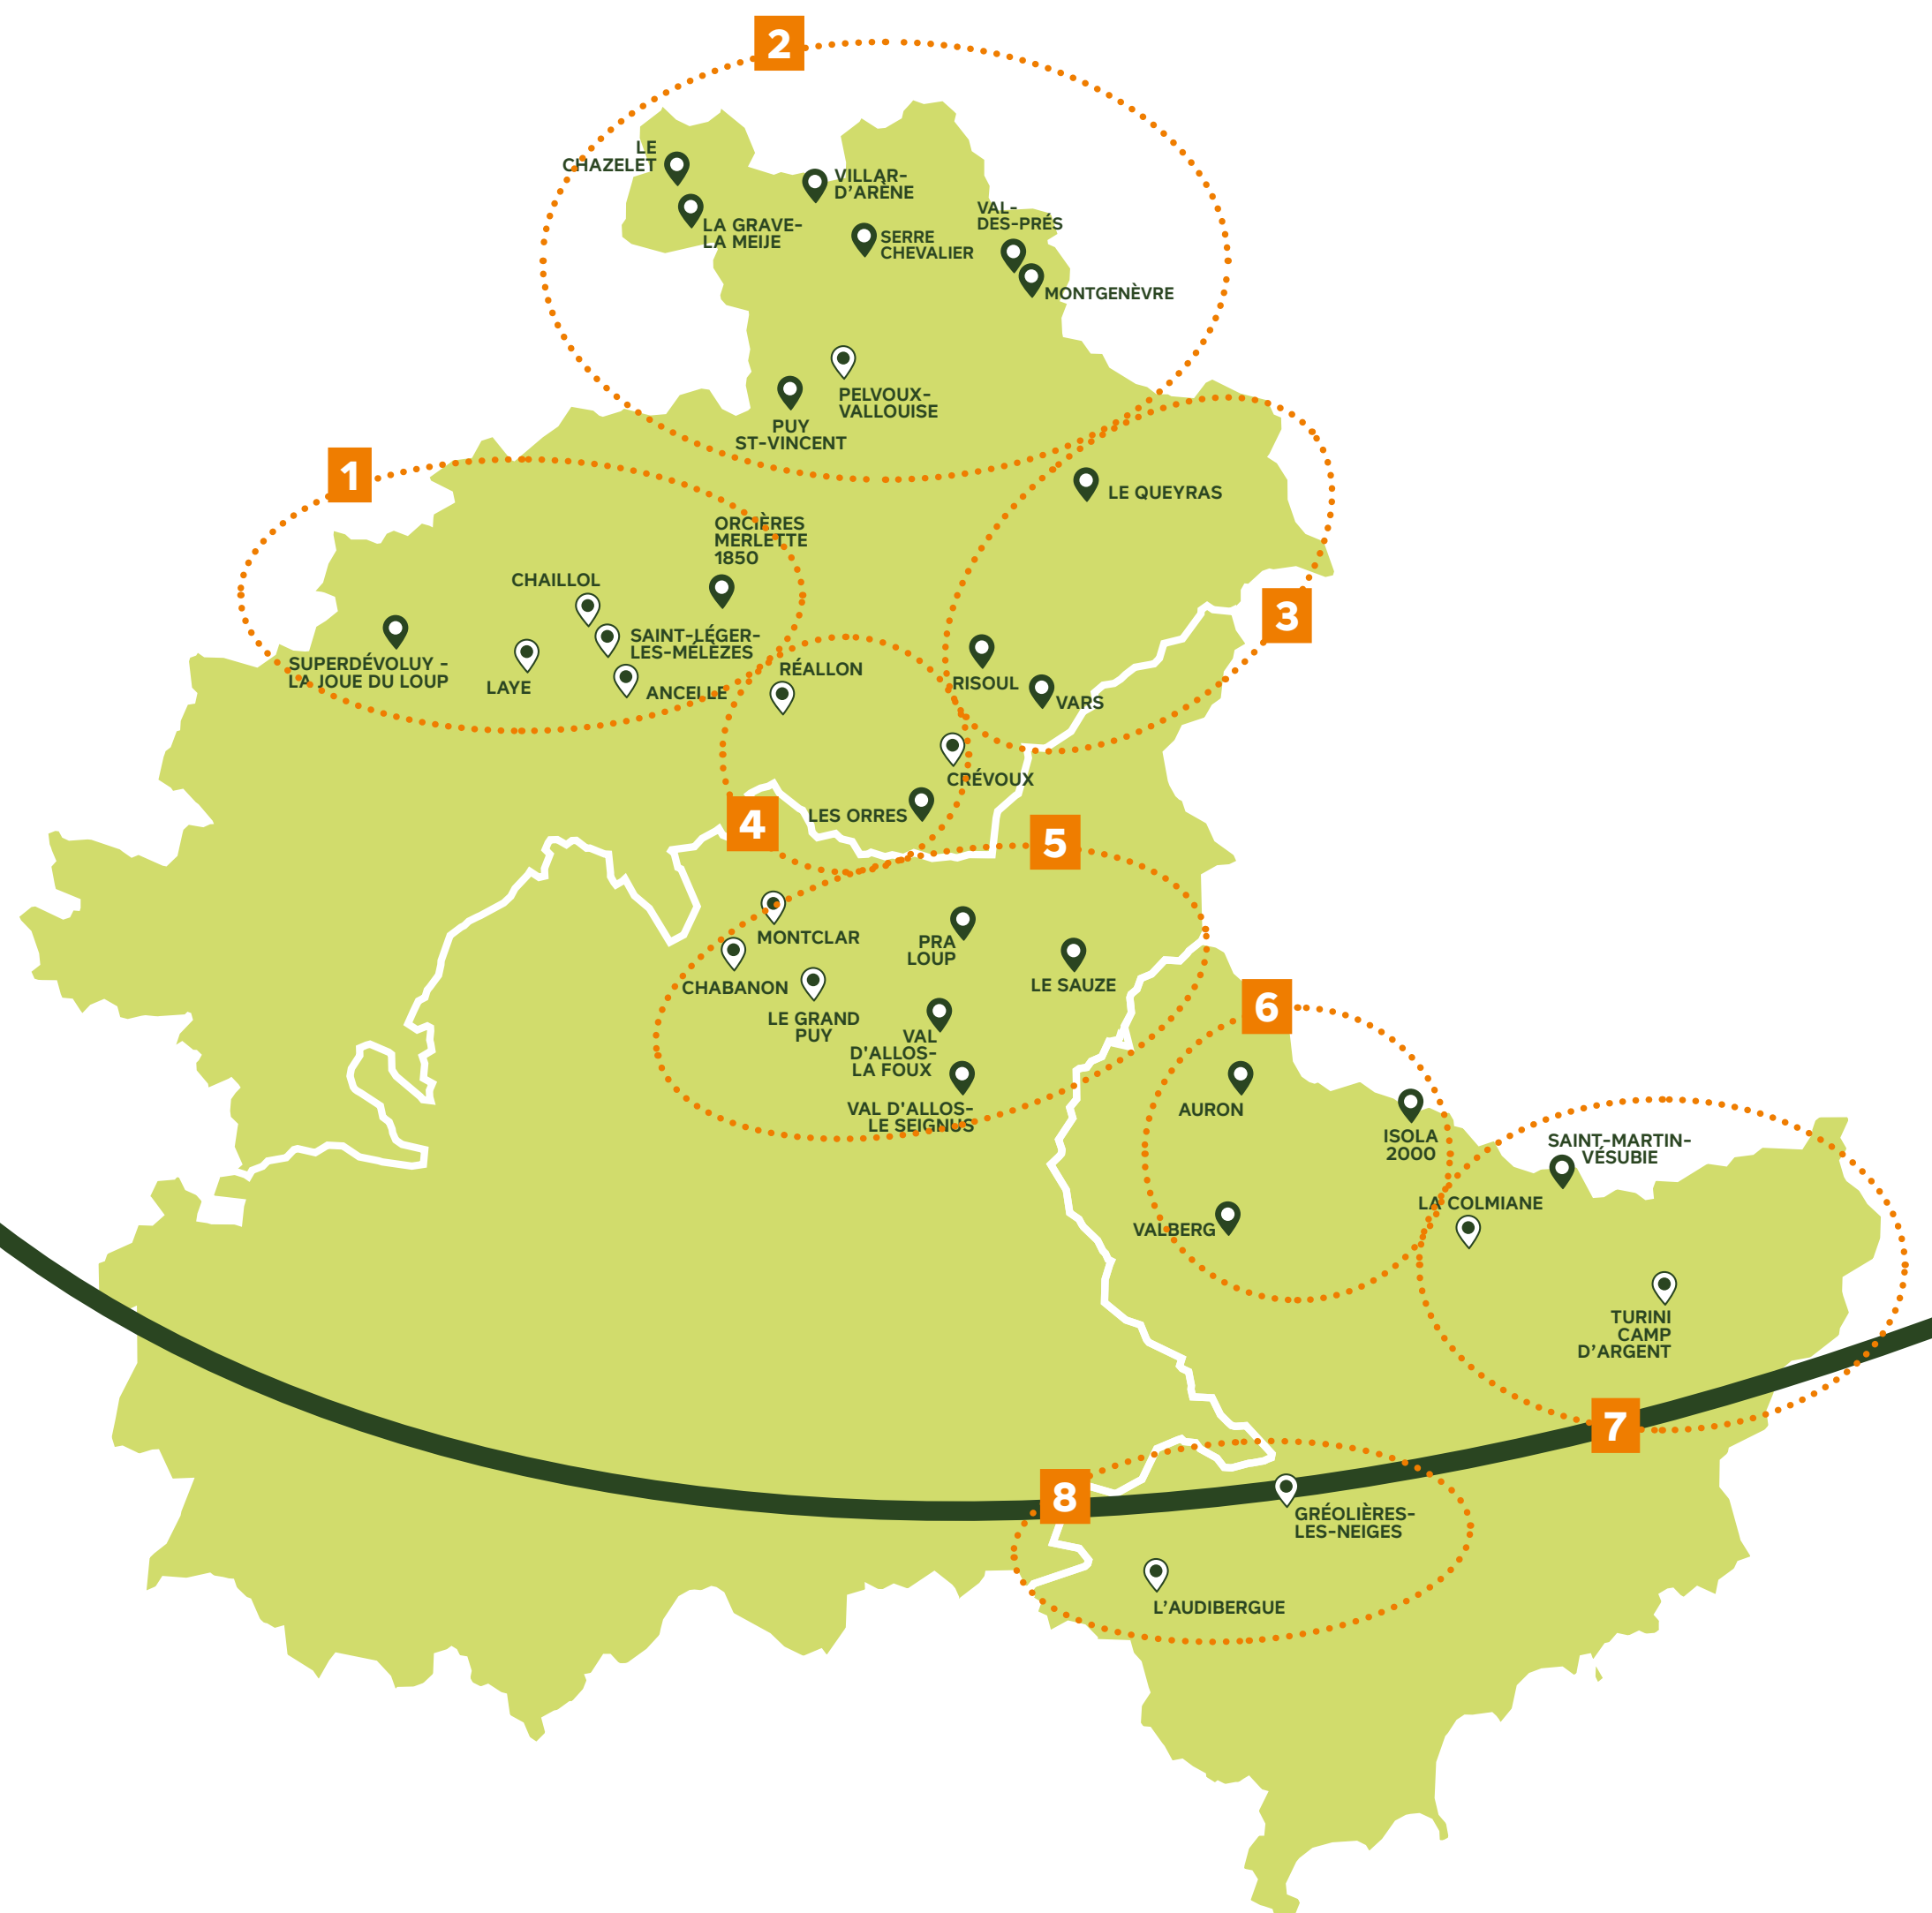 2
LE
CHAZELET
VILLAR-
D’ARÈNE
VAL-
DES-PRÉS
LA GRAVE-
LA MEIJE
SERRE
CHEVALIER
MONTGENÈVRE
PELVOUX-
VALLOUISE
PUY
ST-VINCENT
1
LE QUEYRAS
ORCIÈRES
MERLETTE
1850
CHAILLOL
3
SAINT-LÉGER-
LES-MÉLÈZES
SUPERDÉVOLUY -
LA JOUE DU LOUP
LAYE
ANCELLE
RÉALLON
RISOUL
VARS
CRÉVOUX
LES ORRES
4
5
MONTCLAR
PRA
LOUP
CHABANON
LE SAUZE
LE GRAND
PUY
VAL
D'ALLOS-
LA FOUX
6
VAL D'ALLOS-
LE SEIGNUS
AURON
ISOLA
2000
SAINT-MARTIN-
VÉSUBIE
LA COLMIANE
VALBERG
TURINI
CAMP
D’ARGENT
7
8
GRÉOLIÈRES-
LES-NEIGES
L’AUDIBERGUE